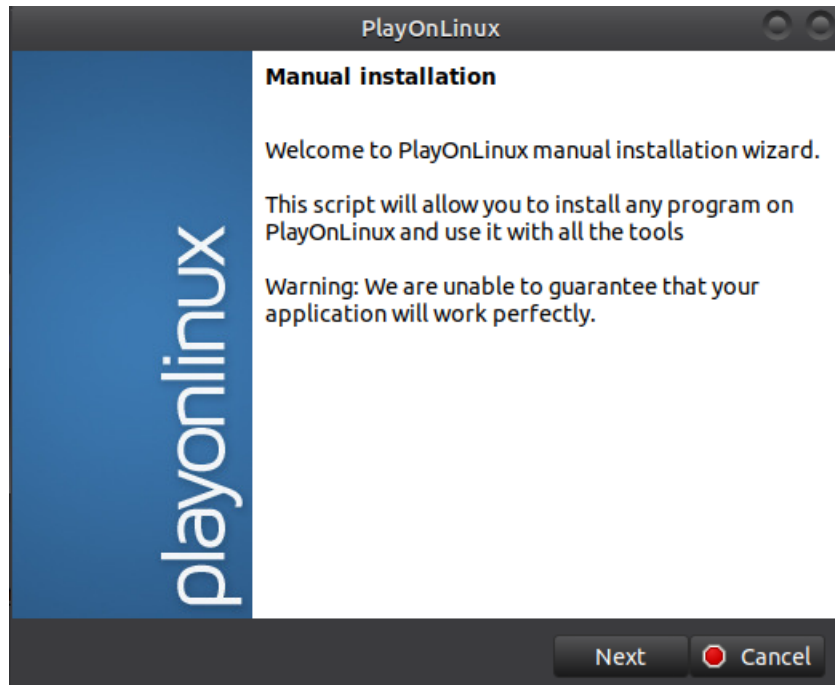 PlayOnLinux
Manual installation
Welcome to PlayOnLinux manual installation wizard.
This script will allow you to install any program on
PlayOnLinux and use it with all the tools
Warning: We are unable to guarantee that your
application will work perfectly.
playonlinux
Next
Cancel